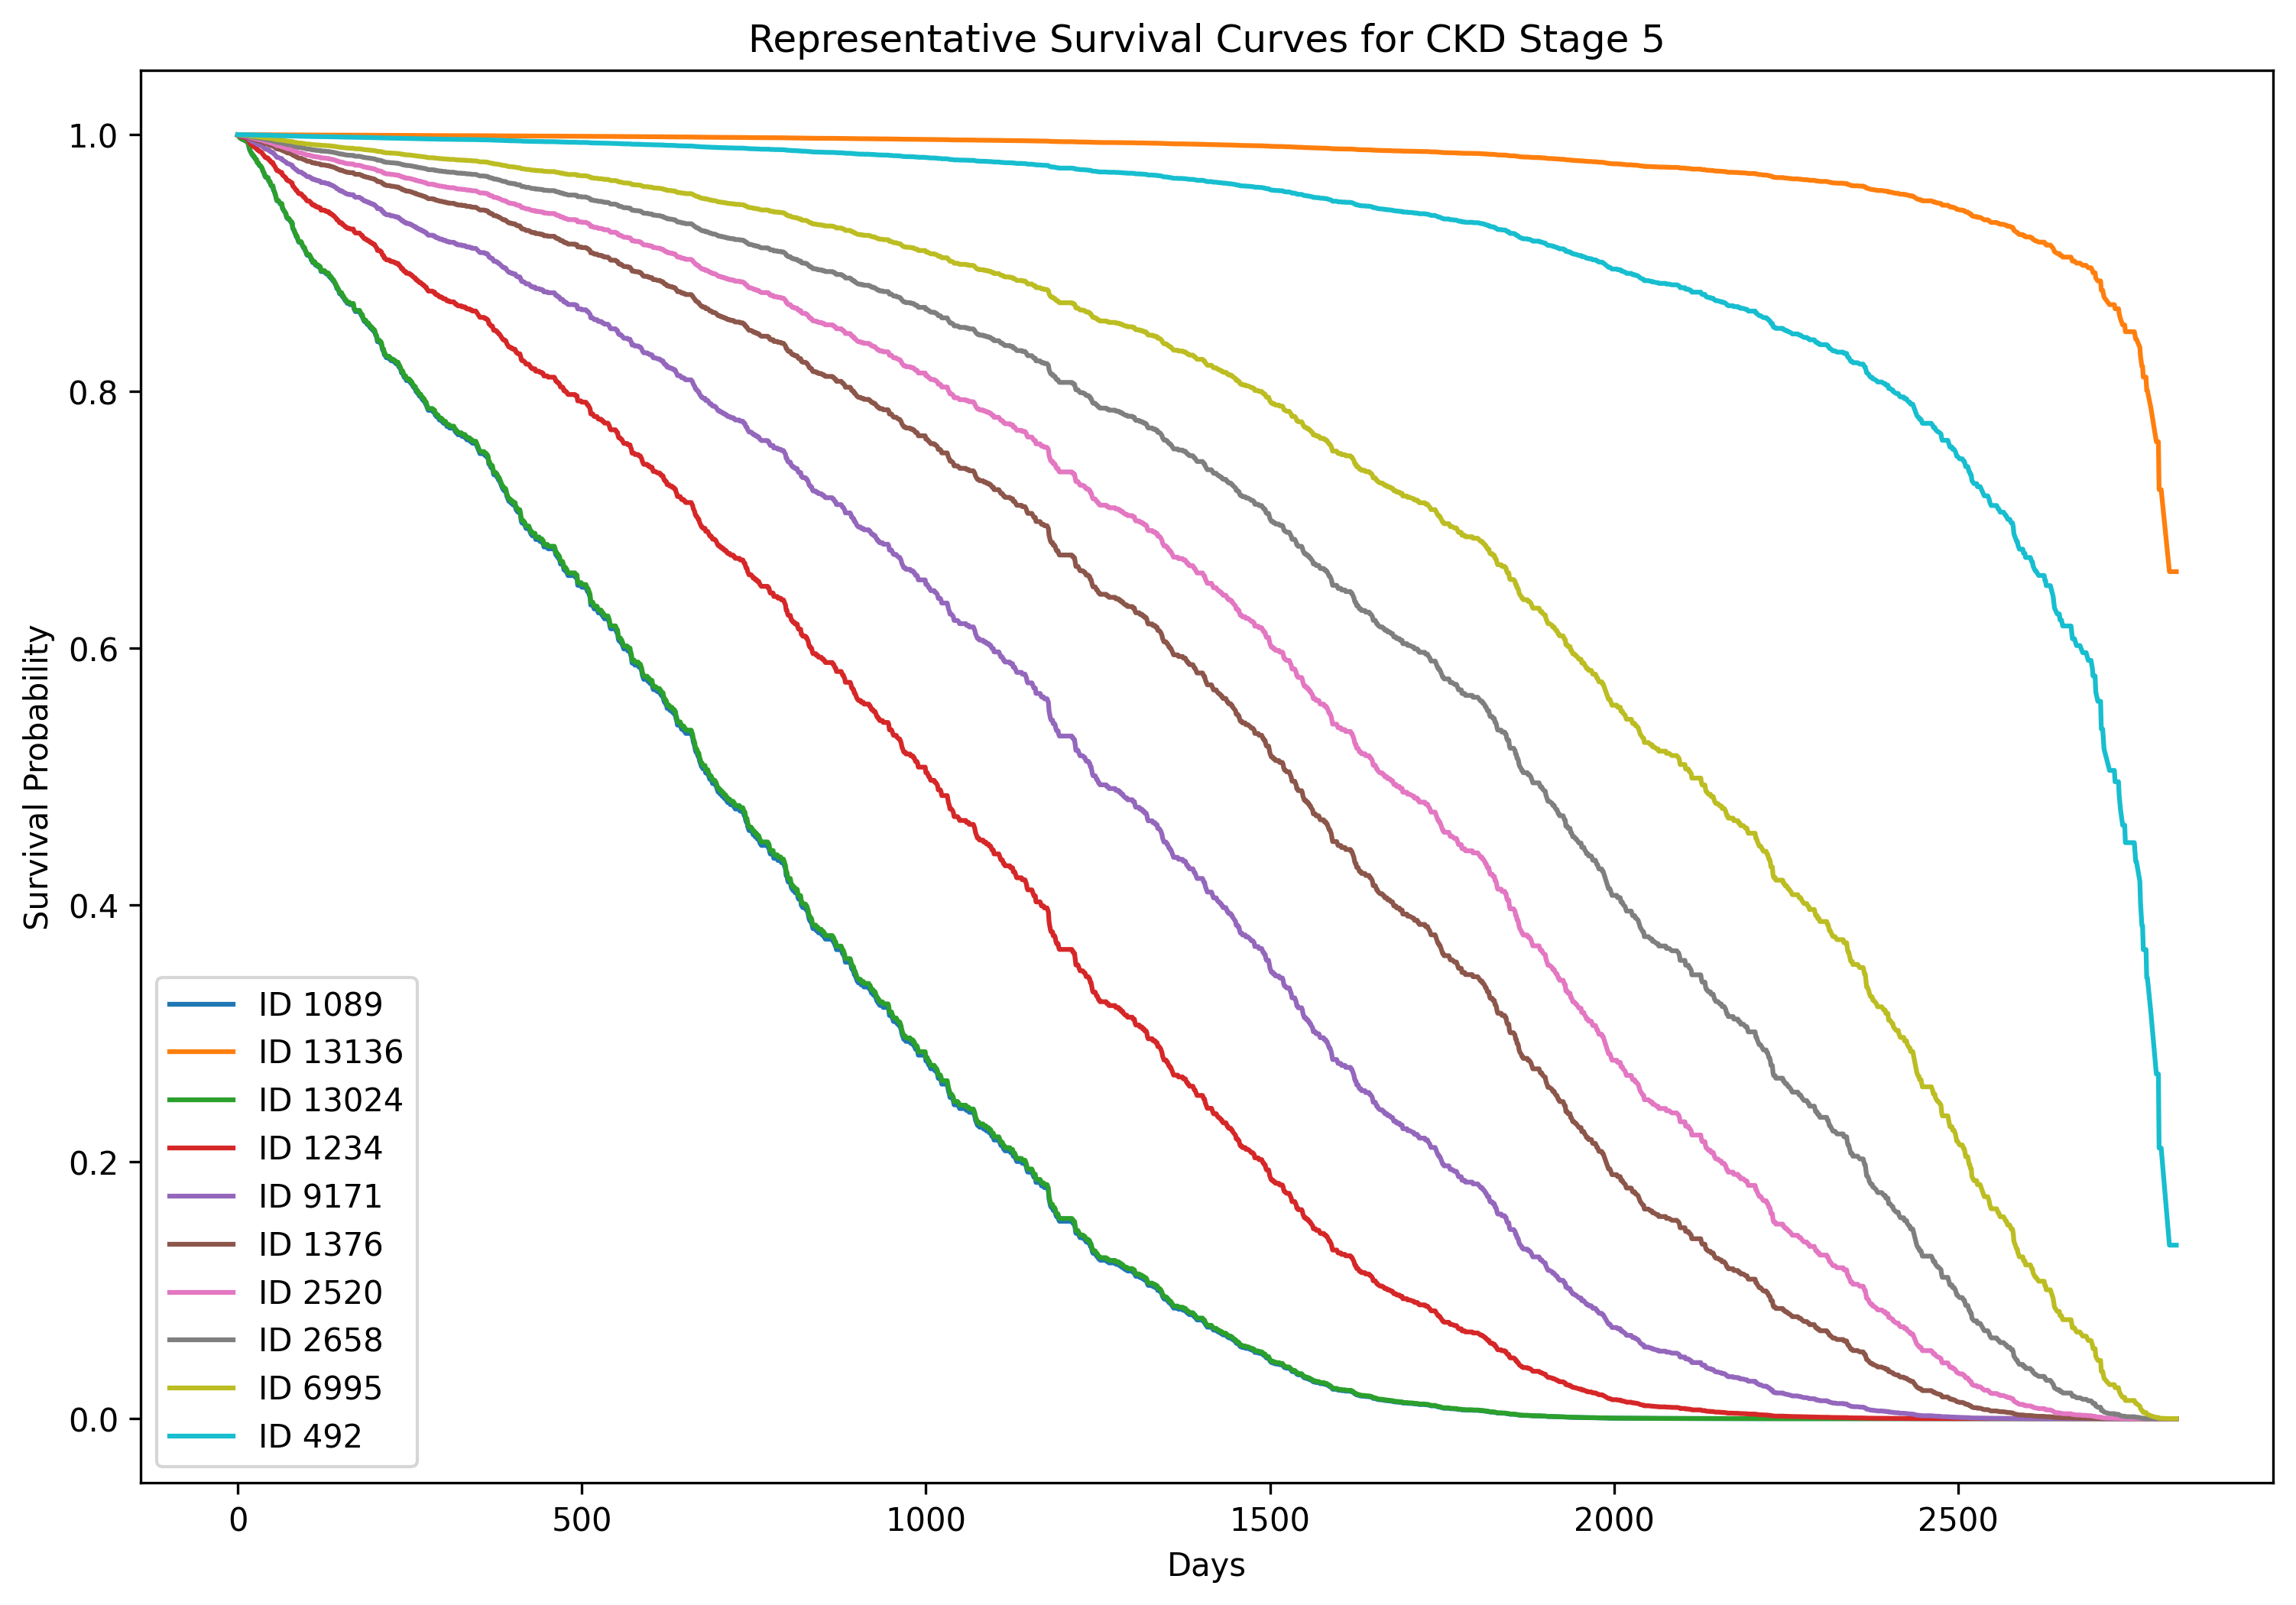 Representative Survival Curves for CKD Stage 5
Survival Probability
1.0
0.8
0.6
0.4
0.2
0.0
ID 1089
ID 13136
ID 13024
ID 1234
ID 9171
ID 1376
ID 2520
ID 2658
ID 6995
ID 492
0 500 1000 1500 2000 2500
Days